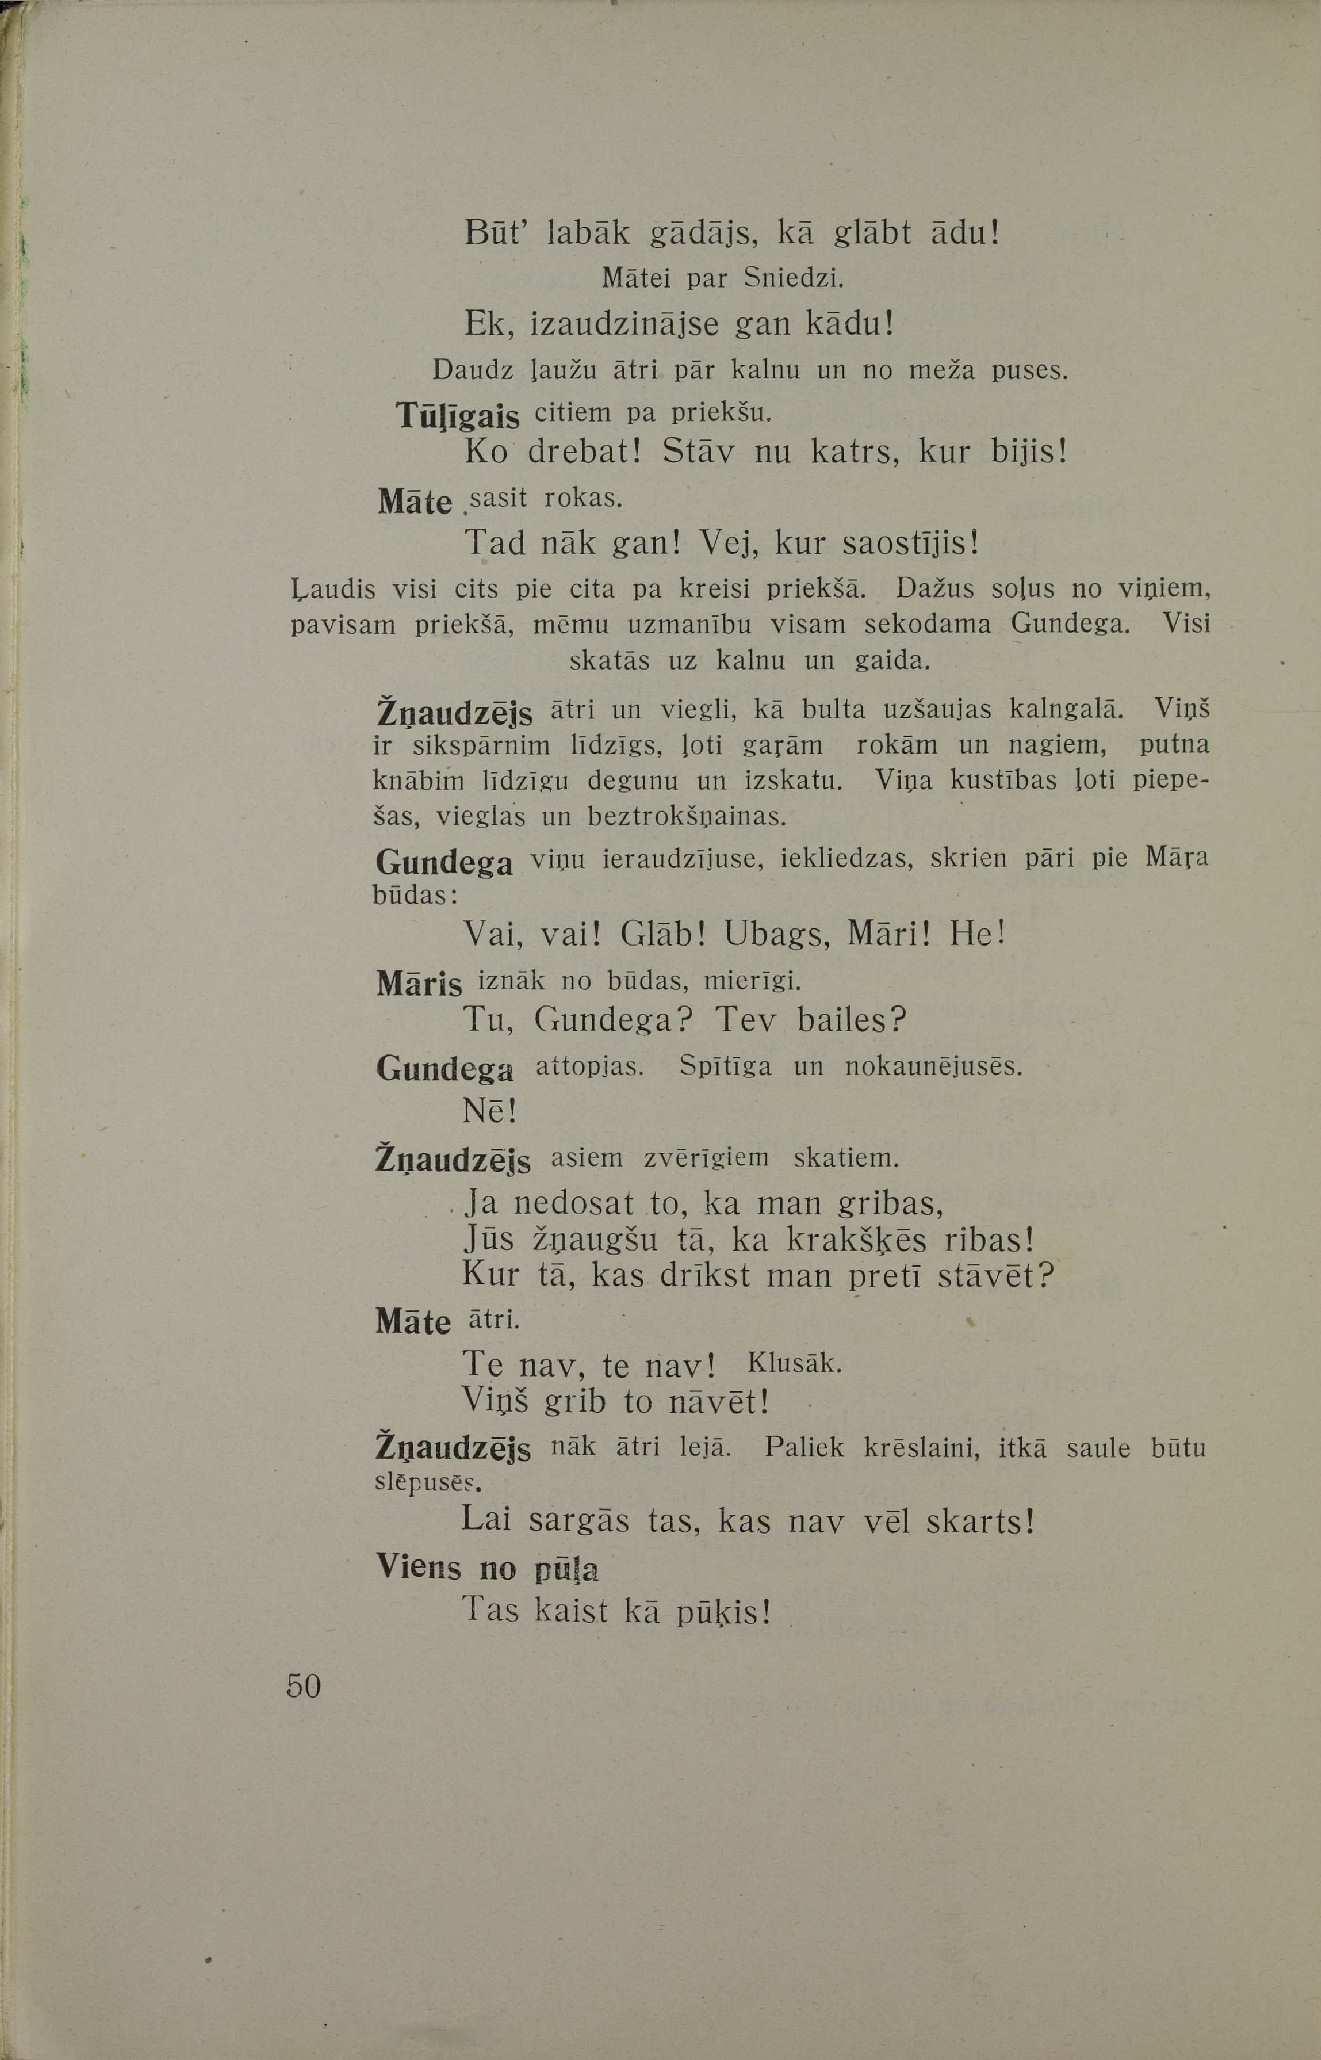 Būt’ labāk gādājs, kā glābt ādu!
Mātei par Sniedzi.
Ek, izaudzinājse gan kādu!
Daudz ļaužu ātri pār kalnu un no meža puses.
Tūļīgais citiem pa priekšu.
Ko drebat! Stāv nu katrs, kur bijis!
Māte sasit rokas.
Tad nāk gan! Vej, kur saostījis!
Ļaudis visi cits pie cita pa kreisi priekšā. Dažus soļus no viņiem,
pavisam priekšā, mēmu uzmanību visam sekodama Gundega. Visi
skatās uz kalnu un gaida.
Žņaudzējs ātri un viegli, kā bulta uzšaujas kalngalā. Viņš
ir sikspārnim līdzīgs, ļoti gaŗām rokām un nagiem, putna
knābim līdzīgu degunu un izskatu. Viņa kustības ļoti piepe-
šas, vieglas un beztrokšņainas.
Gundega viņu ieraudzījuse, iekliedzas, skrien pāri pie Māŗa
būdas:
Vai, vai! Glāb! Ubags, Māri! He!
Māris iznāk no būdas, mierīgi.
Tu, Gundega? Tev bailes?
Gundega attopjas. Spītīga un nokaunējusēs.
Nē!
Žņaudzējs asiem zvērīgiem skatiem.
Ja nedosat to, ka man gribas,
Jūs žņaugšu tā, ka krakšķēs ribas!
Kur tā, kas drīkst man pretī stāvēt?
Māte ātri.
Te nav, te nav! Klusāk.
Viņš grib to nāvēt!
Žņaudzējs nāk ātri lejā. Paliek krēslaini, itkā saule būtu
slēpusēs.
Lai sargās tas, kas nav vēl skarts!
Viens no pūļa
Tas kaist kā pūķis!
50